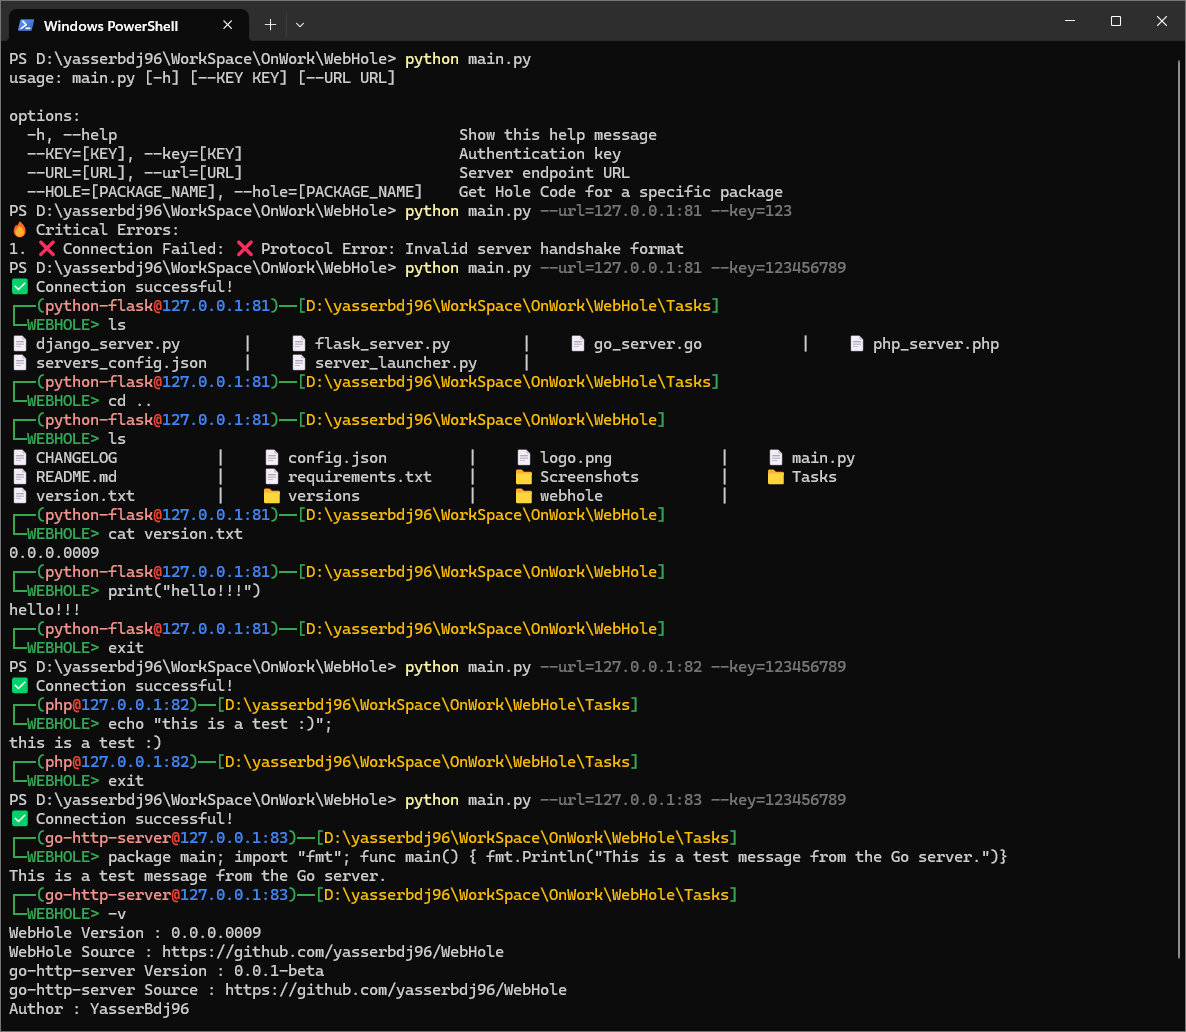 Windows PowerShell
PS D:\yasserbdj96\WorkSpace\OnWork\WebHole> python main.py
usage: main.py [-h] [--KEY KEY] [--URL URL]
options:
-h, --help Show this help message
--KEY=[KEY], --key=[KEY] Authentication key
--URL=[URL], --url=[URL] Server endpoint URL
--HOLE=[PACKAGE_NAME], --hole=[PACKAGE_NAME] Get Hole Code for a specific package
PS D:\yasserbdj96\WorkSpace\OnWork\WebHole> python main.py --url=127.0.0.1:81 --key=123
🔥 Critical Errors:
1. ❌ Connection Failed: ❌ Protocol Error: Invalid server handshake format
PS D:\yasserbdj96\WorkSpace\OnWork\WebHole> python main.py --url=127.0.0.1:81 --key=123456789
✅ Connection successful!
┌──(python-flask@127.0.0.1:81)──[D:\yasserbdj96\WorkSpace\OnWork\WebHole\Tasks]
└─WEBHOLE> ls
📄 django_server.py | 📄 flask_server.py | 📄 go_server.go | 📄 php_server.php
📄 servers_config.json | 📄 server_launcher.py |
┌──(python-flask@127.0.0.1:81)──[D:\yasserbdj96\WorkSpace\OnWork\WebHole\Tasks]
└─WEBHOLE> cd ..
┌──(python-flask@127.0.0.1:81)──[D:\yasserbdj96\WorkSpace\OnWork\WebHole]
└─WEBHOLE> ls
📄 CHANGELOG | 📄 config.json | 📄 logo.png | 📄 main.py
📄 README.md | 📄 requirements.txt | 📁 Screenshots | 📁 Tasks
📄 version.txt | 📁 versions | 📁 webhole |
┌──(python-flask@127.0.0.1:81)──[D:\yasserbdj96\WorkSpace\OnWork\WebHole]
└─WEBHOLE> cat version.txt
0.0.0.0009
┌──(python-flask@127.0.0.1:81)──[D:\yasserbdj96\WorkSpace\OnWork\WebHole]
└─WEBHOLE> print("hello!!!")
hello!!!
┌──(python-flask@127.0.0.1:81)──[D:\yasserbdj96\WorkSpace\OnWork\WebHole]
└─WEBHOLE> exit
PS D:\yasserbdj96\WorkSpace\OnWork\WebHole> python main.py --url=127.0.0.1:82 --key=123456789
✅ Connection successful!
┌──(php@127.0.0.1:82)──[D:\yasserbdj96\WorkSpace\OnWork\WebHole\Tasks]
└─WEBHOLE> echo "this is a test :)";
this is a test :)
┌──(php@127.0.0.1:82)──[D:\yasserbdj96\WorkSpace\OnWork\WebHole\Tasks]
└─WEBHOLE> exit
PS D:\yasserbdj96\WorkSpace\OnWork\WebHole> python main.py --url=127.0.0.1:83 --key=123456789
✅ Connection successful!
┌──(go-http-server@127.0.0.1:83)──[D:\yasserbdj96\WorkSpace\OnWork\WebHole\Tasks]
└─WEBHOLE> package main; import "fmt"; func main() { fmt.Println("This is a test message from the Go server.")}
This is a test message from the Go server.
┌──(go-http-server@127.0.0.1:83)──[D:\yasserbdj96\WorkSpace\OnWork\WebHole\Tasks]
└─WEBHOLE> -v
WebHole Version : 0.0.0.0009
WebHole Source : https://github.com/yasserbdj96/WebHole
go-http-server Version : 0.0.1-beta
go-http-server Source : https://github.com/yasserbdj96/WebHole
Author : YasserBdj96